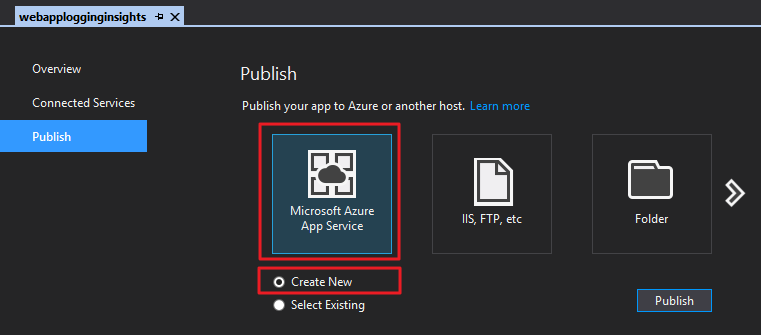 webapplogginginsights
Overview
Connected Services
Publish
Publish
Publish your app to Azure or another host. Learn more
Microsoft Azure
App Service
IIS, FTP, etc
Folder
Create New
Select Existing
Publish